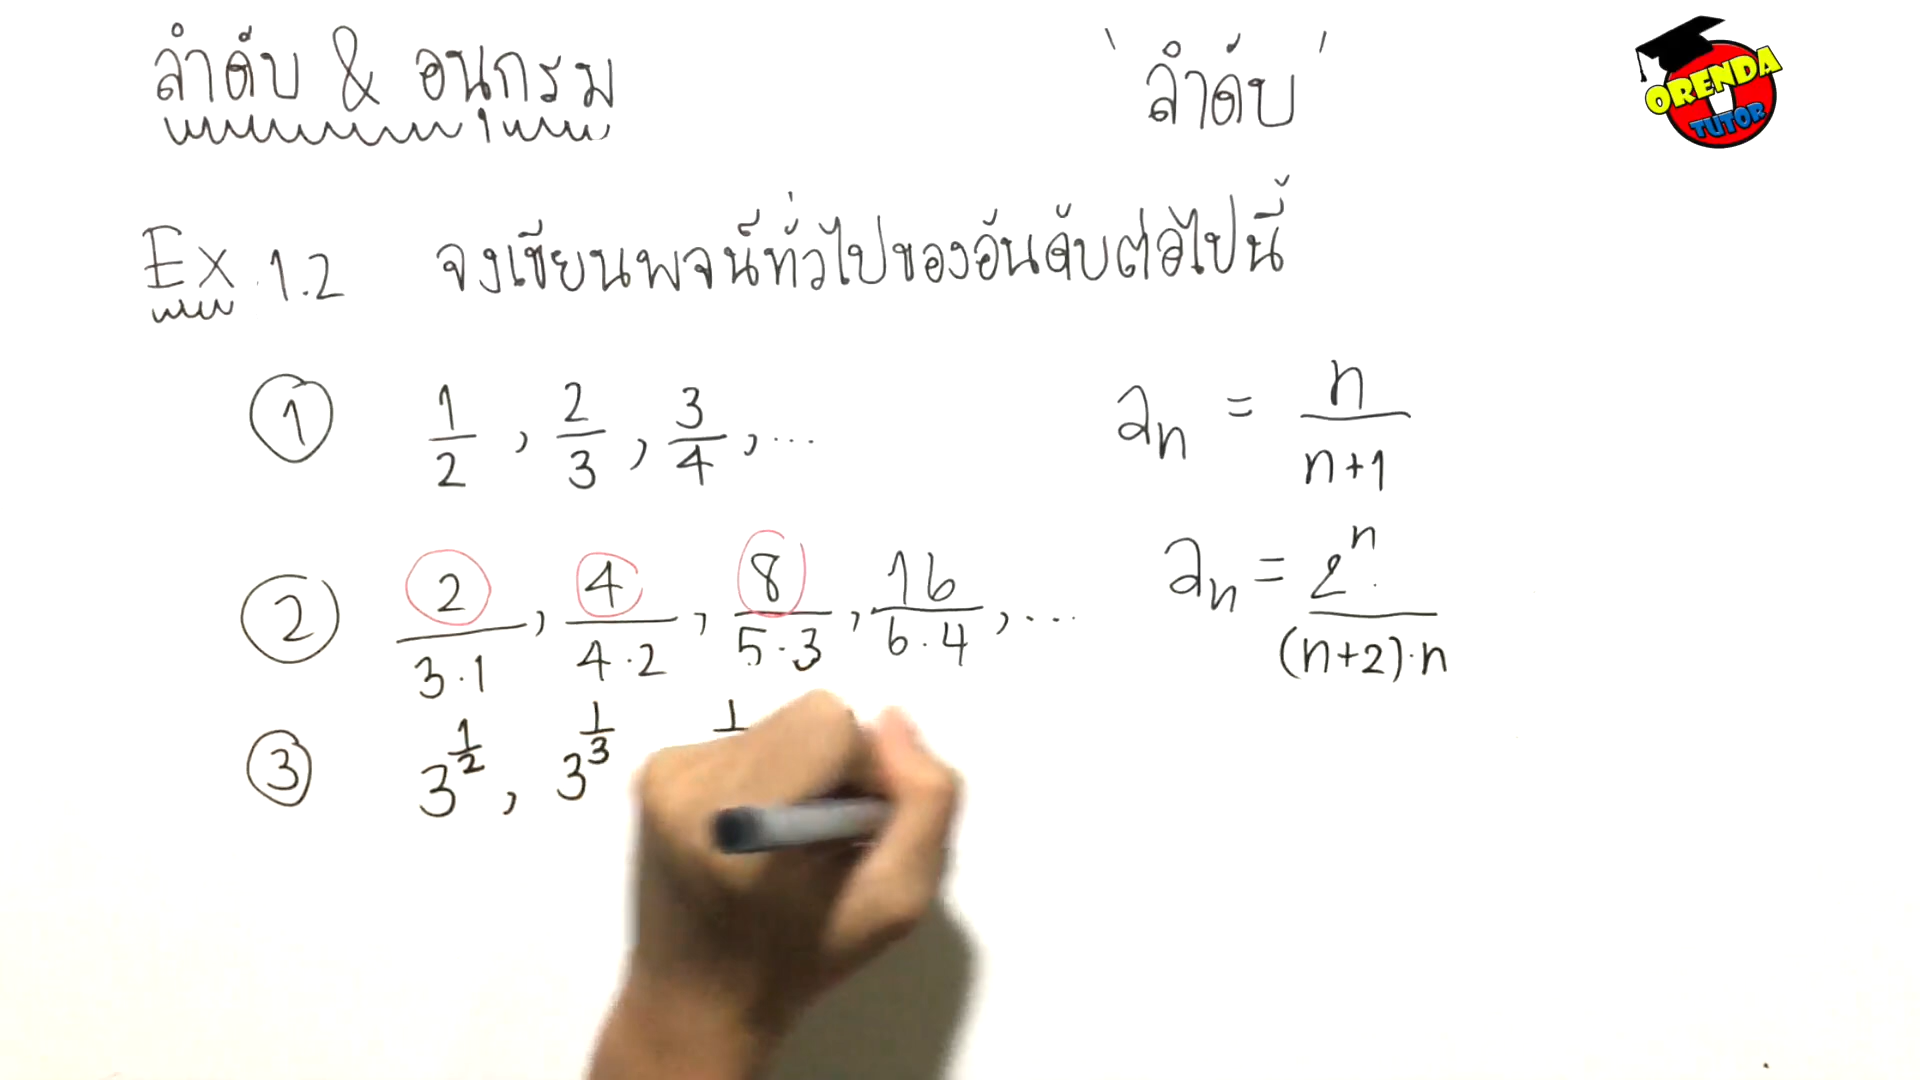 ลำดับ & อนุกรม
'ลำดับ'
ORENDA
TUTOR
Ex 1.2 จงเขียนพจน์ทั่วไปของอันดับต่อไปนี้
① 1/2 , 2/3 , 3/4 , ... aₙ = n/(n+1)
② 2/(3·1) , 4/(4·2) , 8/(5·3) , 16/(6·4) , ... aₙ = 2ⁿ/((n+2)·n)
③ 3^(1/2) , 3^(1/3) 1